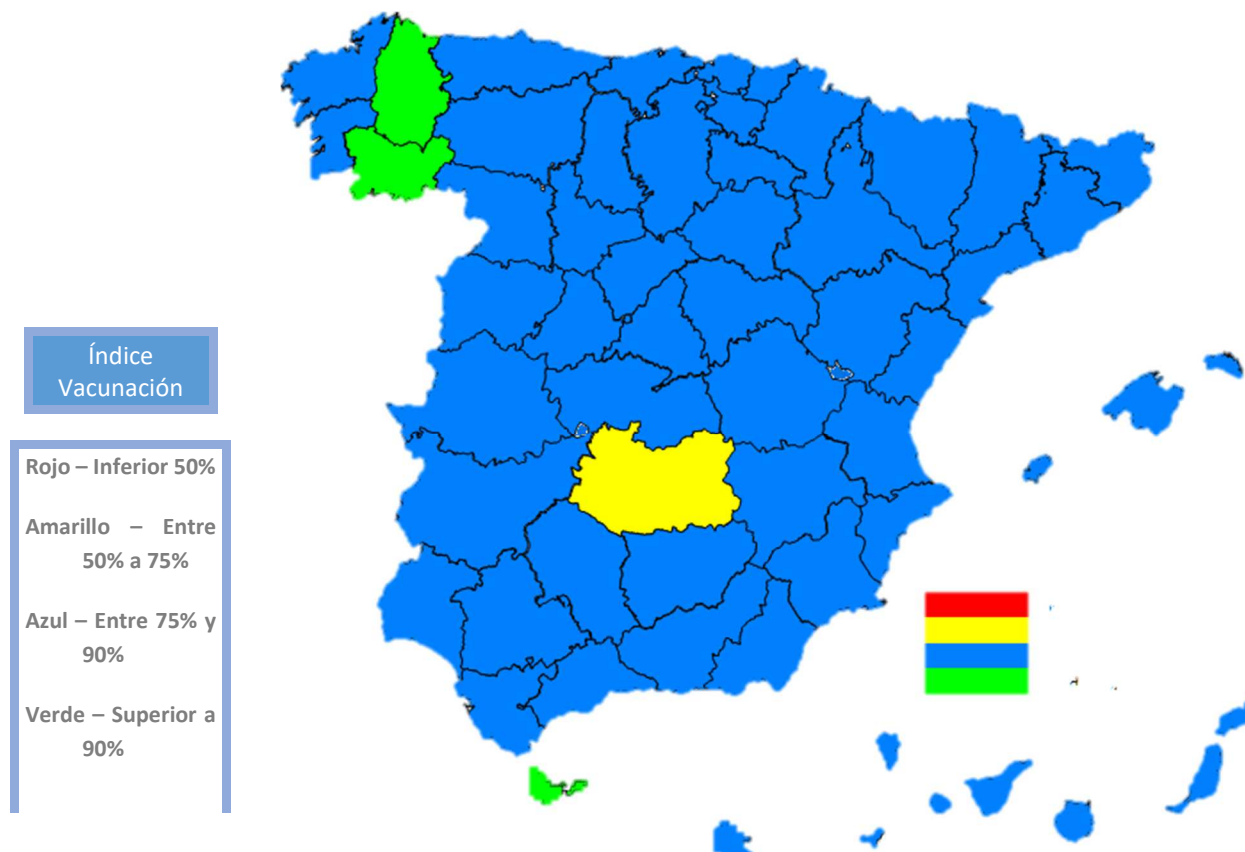 Índice
Vacunación
Rojo – Inferior 50%
Amarillo – Entre
50% a 75%
Azul – Entre 75% y
90%
Verde – Superior a
90%